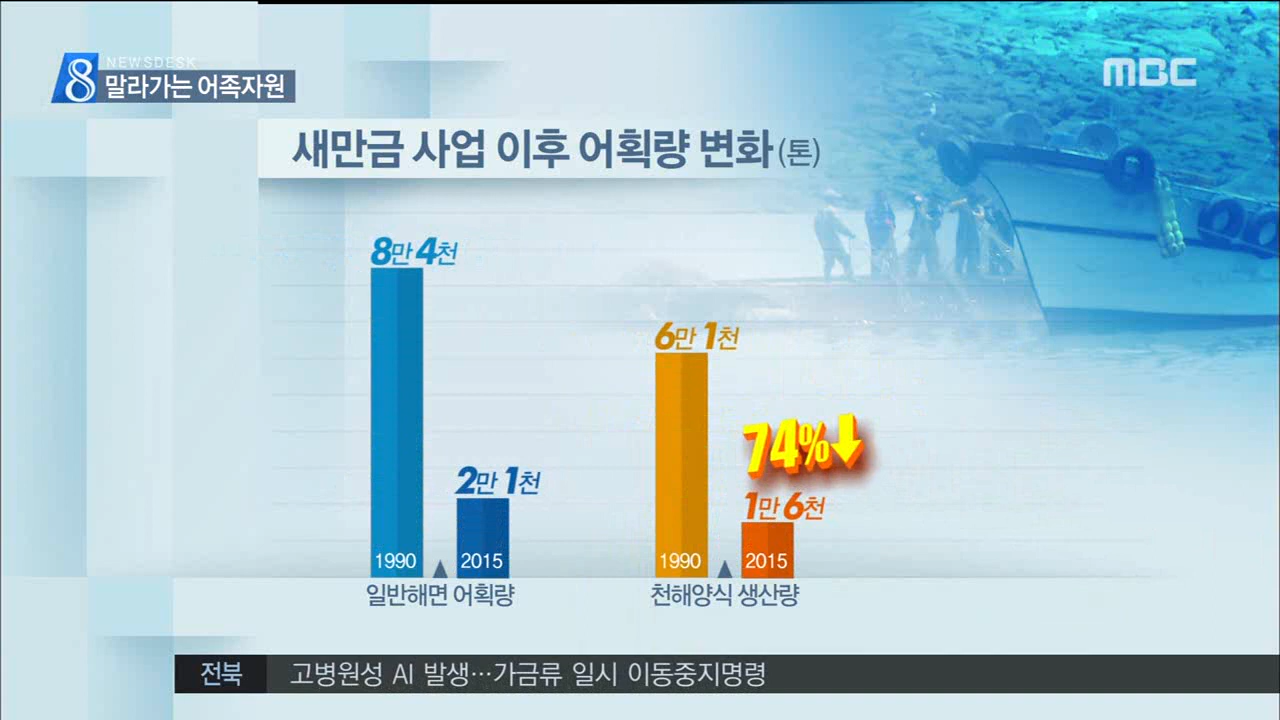 NEWSDESK
8 말라가는 어족자원
MBC
새만금 사업 이후 어획량 변화(톤)
8만 4천
2만 1천
6만 1천
74%↓
1만 6천
1990 2015
1990 2015
일반해면 어획량
천해양식 생산량
전북 고병원성 AI 발생…가금류 일시 이동중지명령